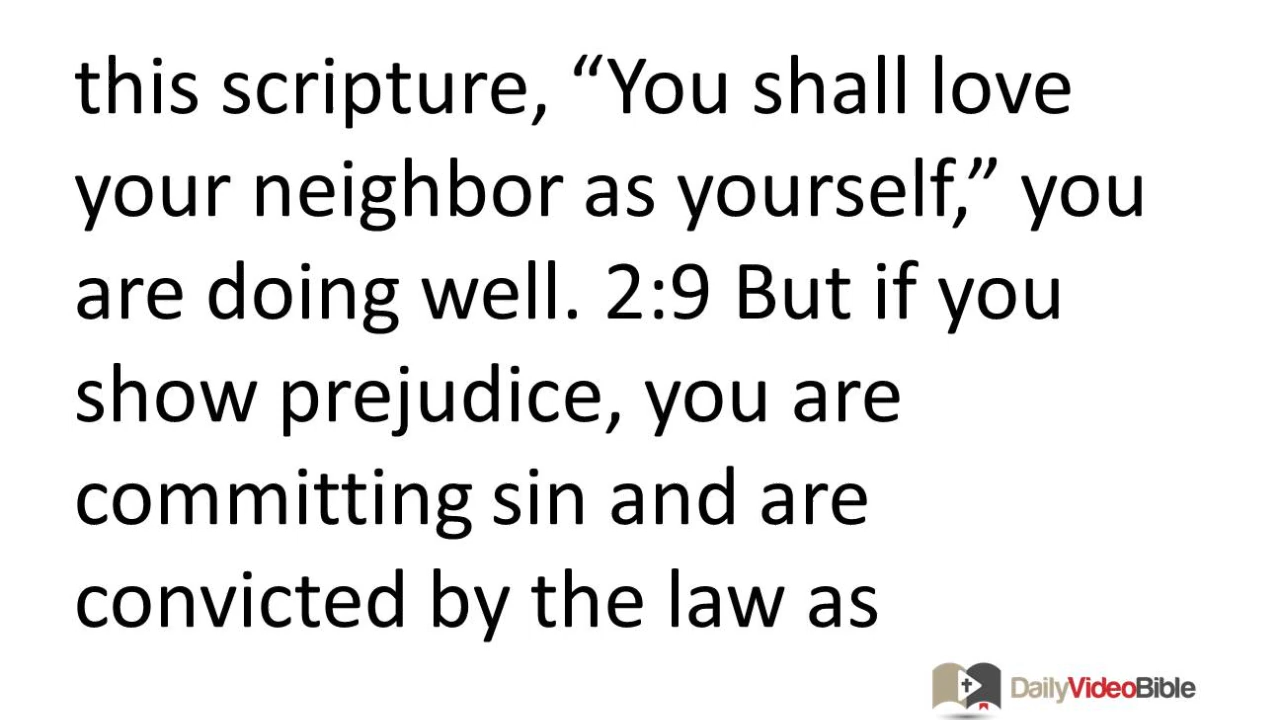 this scripture, “You shall love
your neighbor as yourself,” you
are doing well. 2:9 But if you
show prejudice, you are
committing sin and are
convicted by the law as
DailyVideoBible